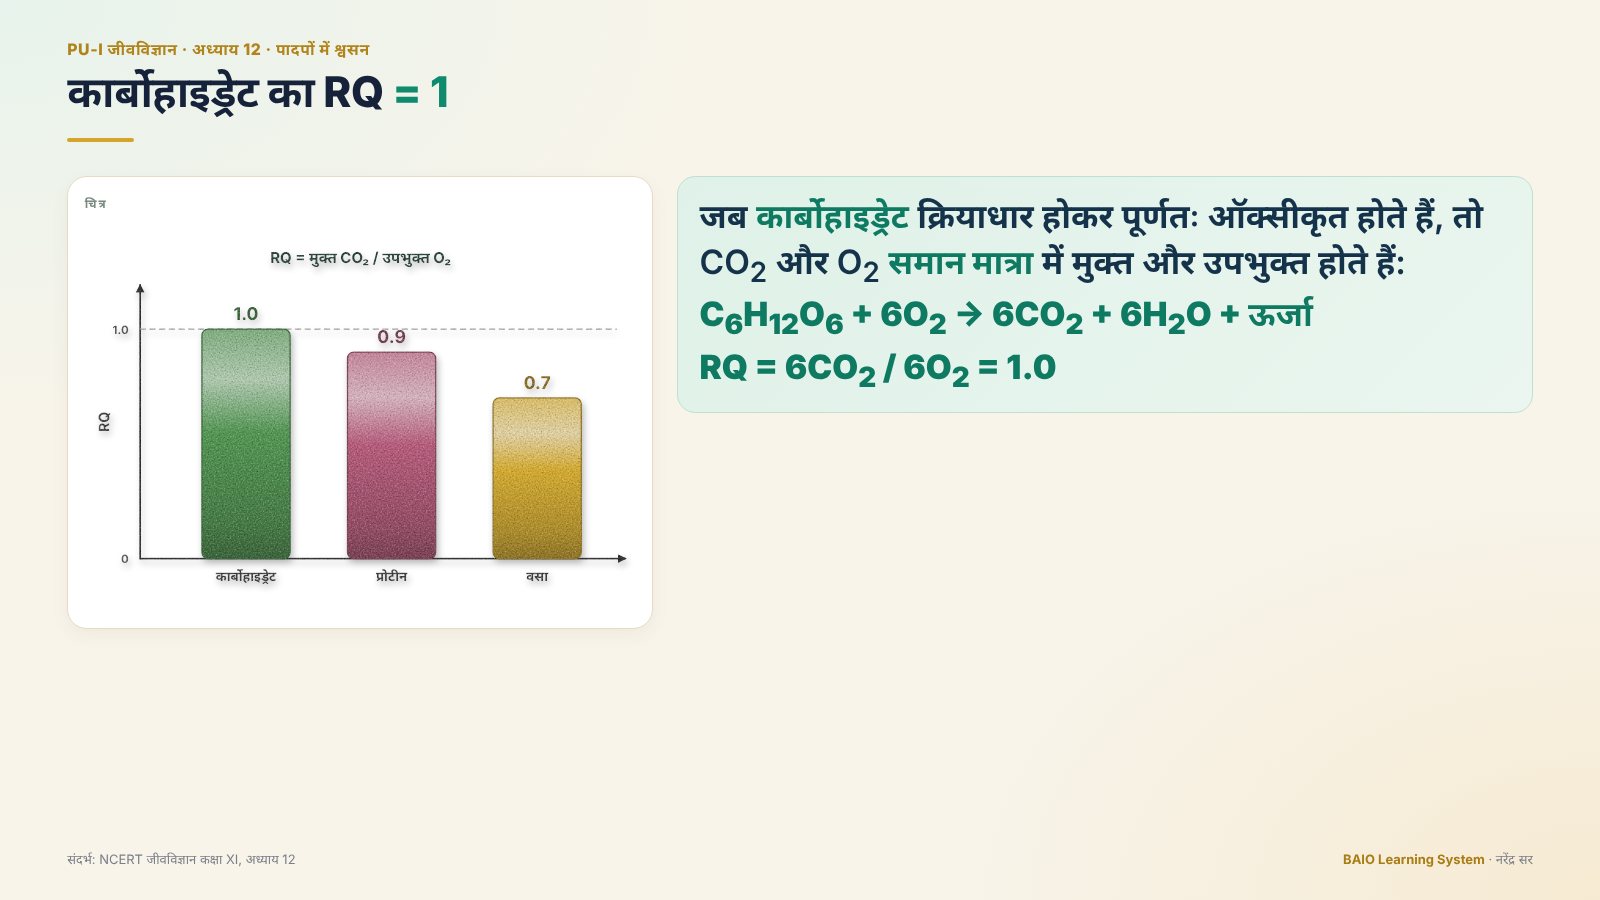 PU-I जीवविज्ञान · अध्याय 12 · पादपों में श्वसन
कार्बोहाइड्रेट का RQ = 1
चित्र
RQ = मुक्त CO₂ / उपभुक्त O₂
1.0
1.0
0.9
0.7
RQ
0
कार्बोहाइड्रेट
प्रोटीन
वसा
जब कार्बोहाइड्रेट क्रियाधार होकर पूर्णतः ऑक्सीकृत होते हैं, तो
CO₂ और O₂ समान मात्रा में मुक्त और उपभुक्त होते हैं:
C₆H₁₂O₆ + 6O₂ → 6CO₂ + 6H₂O + ऊर्जा
RQ = 6CO₂ / 6O₂ = 1.0
संदर्भ: NCERT जीवविज्ञान कक्षा XI, अध्याय 12
BAIO Learning System · नरेंद्र सर